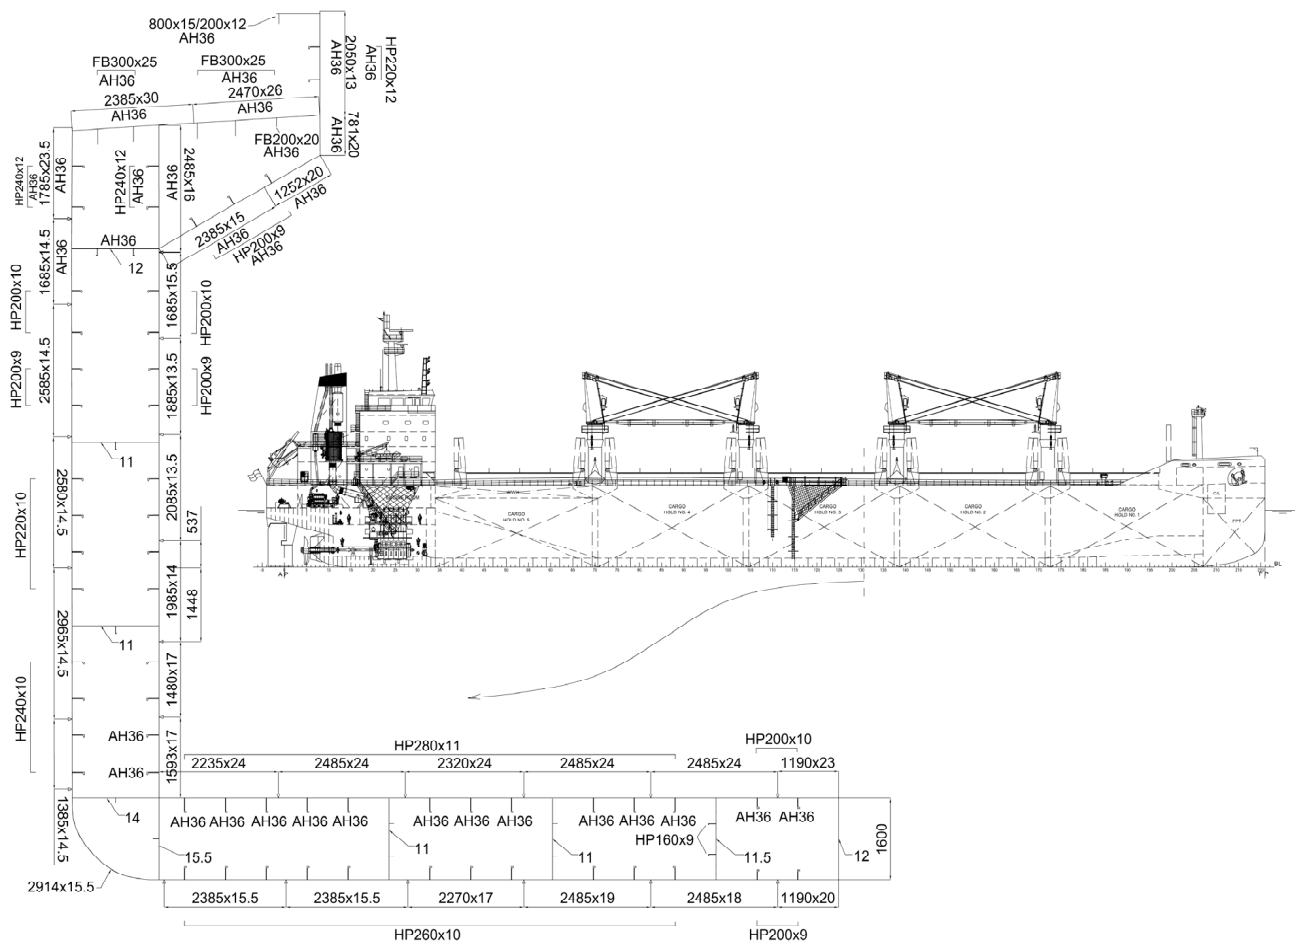 800x15/200x12
AH36
2050x13
AH36
HP220x12
AH36
FB300x25
AH36
FB300x25
AH36
2385x30
AH36
2470x26
AH36
781x20
AH36
FB200x20
AH36
HP240x12
AH36
1785x23.5
AH36
HP240x12
AH36
AH36
2485x16
1252x20
AH36
2385x15
AH36
HP200x9
AH36
AH36
12
1685x14.5
AH36
1685x15.5
HP200x10
HP200x10
HP200x9
2585x14.5
1885x13.5
HP200x9
11
HP220x10
2580x14.5
2085x13.5
537
1985x14
1448
11
2965x14.5
HP240x10
1480x17
AH36
AH36
1593x17
CARGO
HOLD NO. 5
CARGO
HOLD NO. 4
CARGO
HOLD NO. 3
CARGO
HOLD NO. 2
CARGO
HOLD NO. 1
BL
HP280x11
HP200x10
2235x24
2485x24
2320x24
2485x24
2485x24
1190x23
14
1385x14.5
AH36 AH36 AH36 AH36 AH36
AH36 AH36 AH36
AH36 AH36 AH36
AH36 AH36
HP160x9
15.5
11
11
11.5
12
1600
2914x15.5
2385x15.5
2385x15.5
2270x17
2485x19
2485x18
1190x20
HP260x10
HP200x9